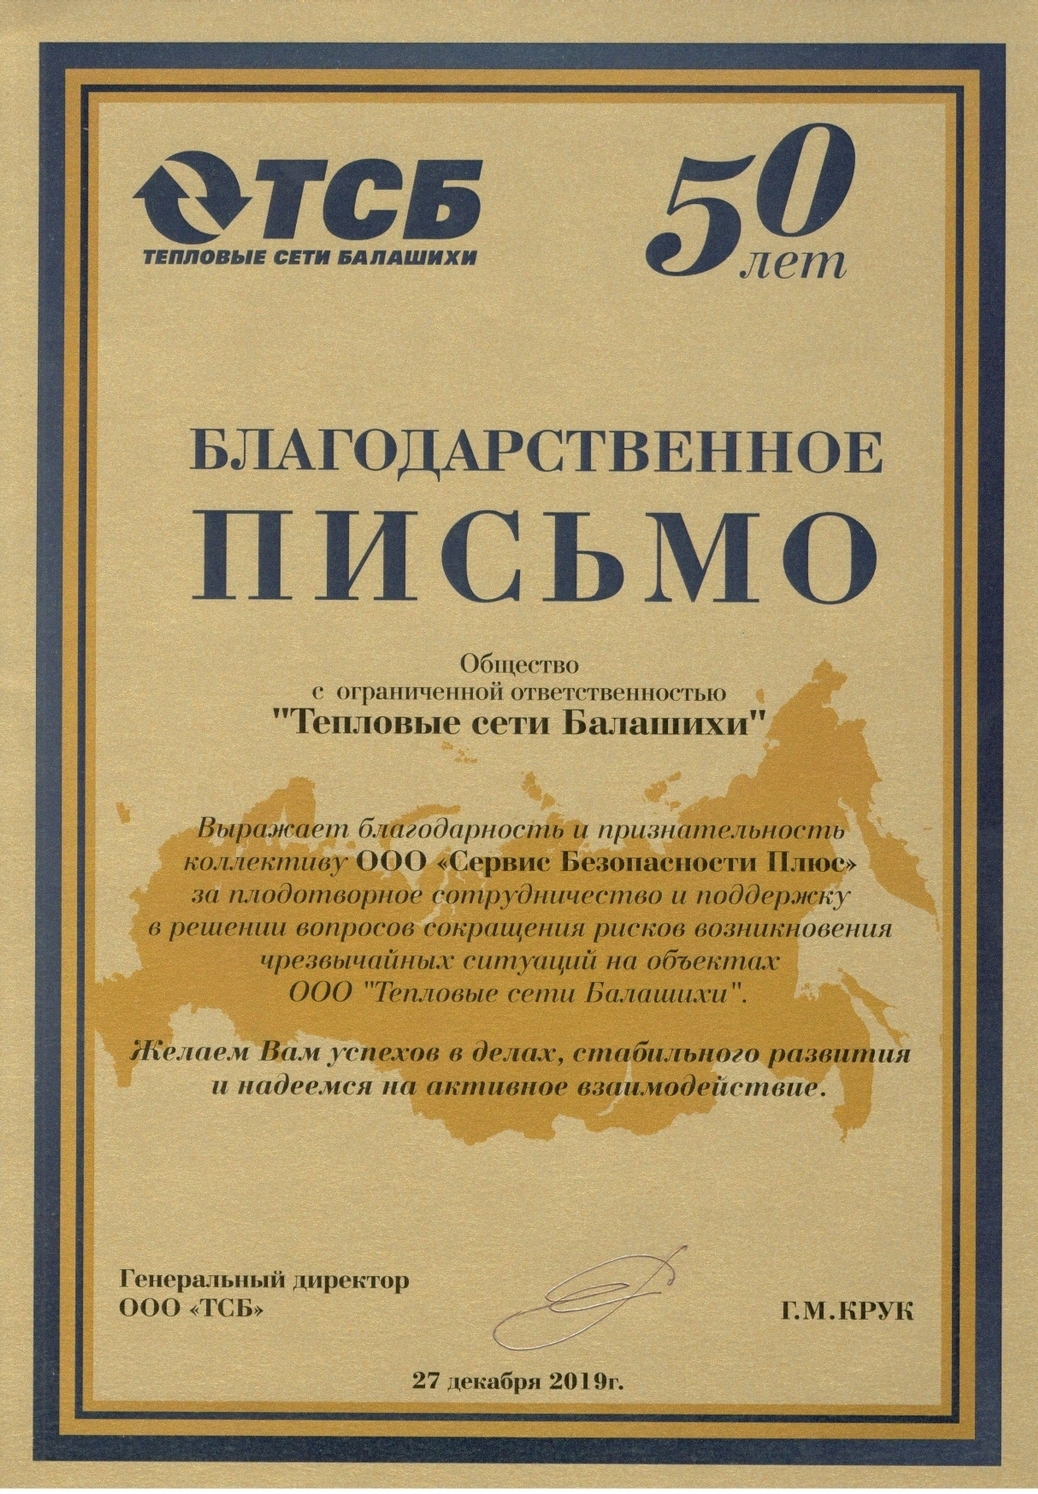 ТСБ
ТЕПЛОВЫЕ СЕТИ БАЛАШИХИ
50
лет
БЛАГОДАРСТВЕННОЕ
ПИСЬМО
Общество
с ограниченной ответственностью
"Тепловые сети Балашихи"
Выражает благодарность и признательность
коллективу ООО «Сервис Безопасности Плюс»
за плодотворное сотрудничество и поддержку
в решении вопросов сокращения рисков возникновения
чрезвычайных ситуаций на объектах
ООО "Тепловые сети Балашихи".
Желаем Вам успехов в делах, стабильного развития
и надеемся на активное взаимодействие.
Генеральный директор
ООО «ТСБ»
Г.М.КРУК
27 декабря 2019г.